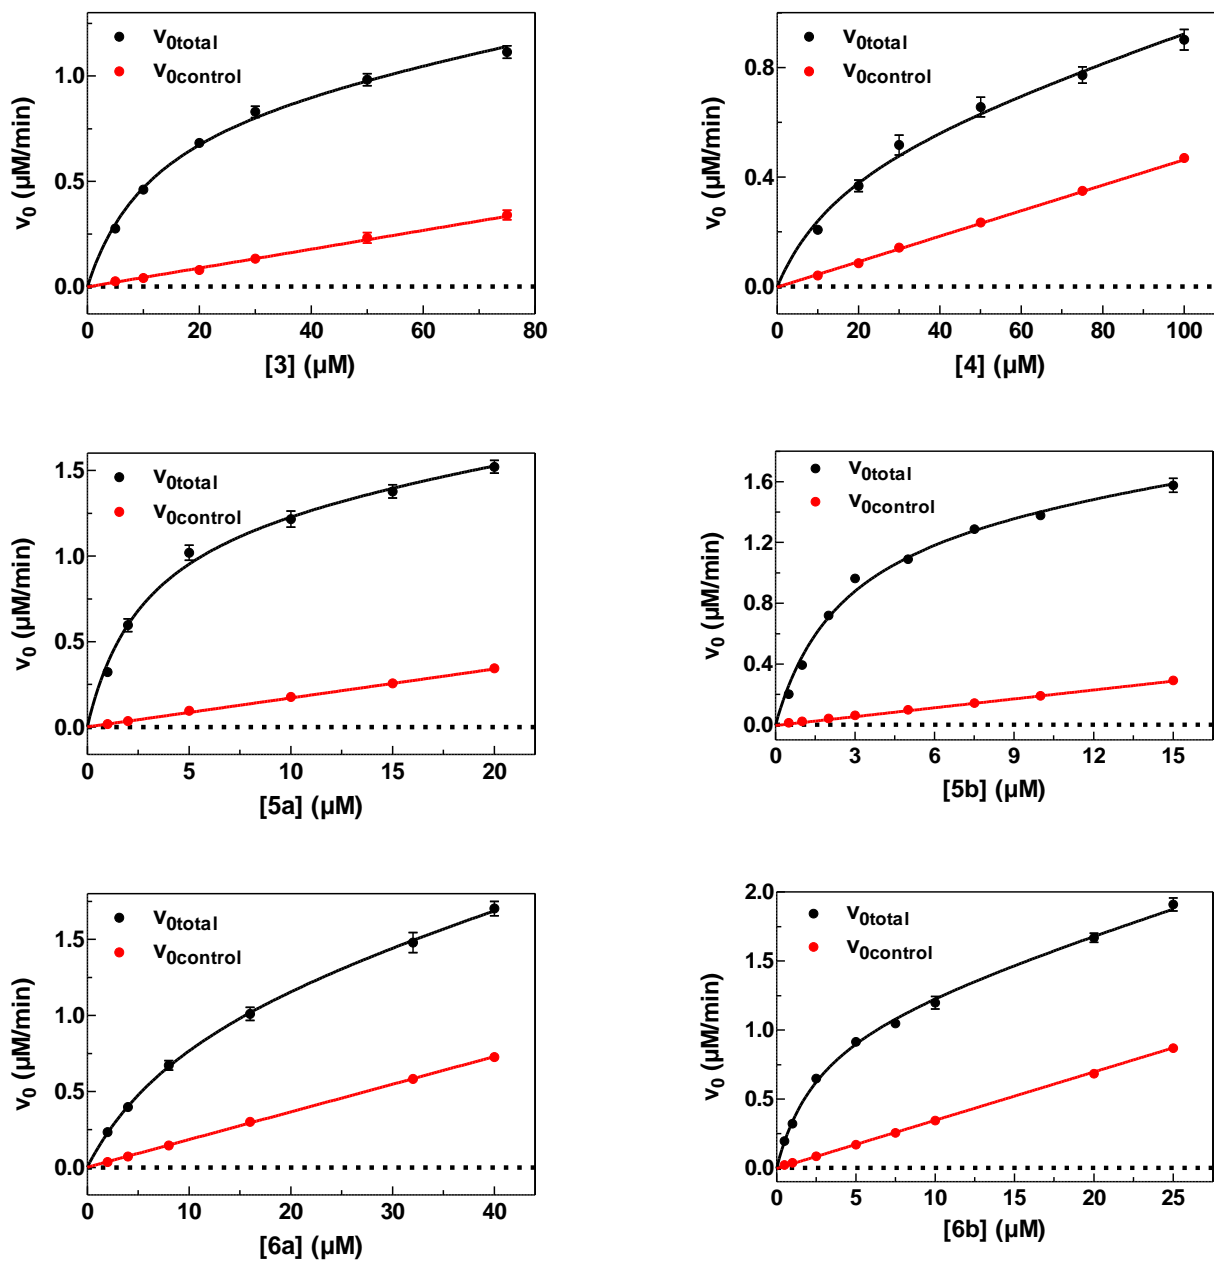 v0total
v0control
v0 (µM/min)
1.0
0.5
0.0
0 20 40 60 80
[3] (µM)
v0total
v0control
v0 (µM/min)
0.8
0.4
0.0
0 20 40 60 80 100
[4] (µM)
v0total
v0control
v0 (µM/min)
1.5
1.0
0.5
0.0
0 5 10 15 20
[5a] (µM)
v0total
v0control
v0 (µM/min)
1.6
1.2
0.8
0.4
0.0
0 3 6 9 12 15
[5b] (µM)
v0total
v0control
v0 (µM/min)
1.5
1.0
0.5
0.0
0 10 20 30 40
[6a] (µM)
v0total
v0control
v0 (µM/min)
2.0
1.5
1.0
0.5
0.0
0 5 10 15 20 25
[6b] (µM)